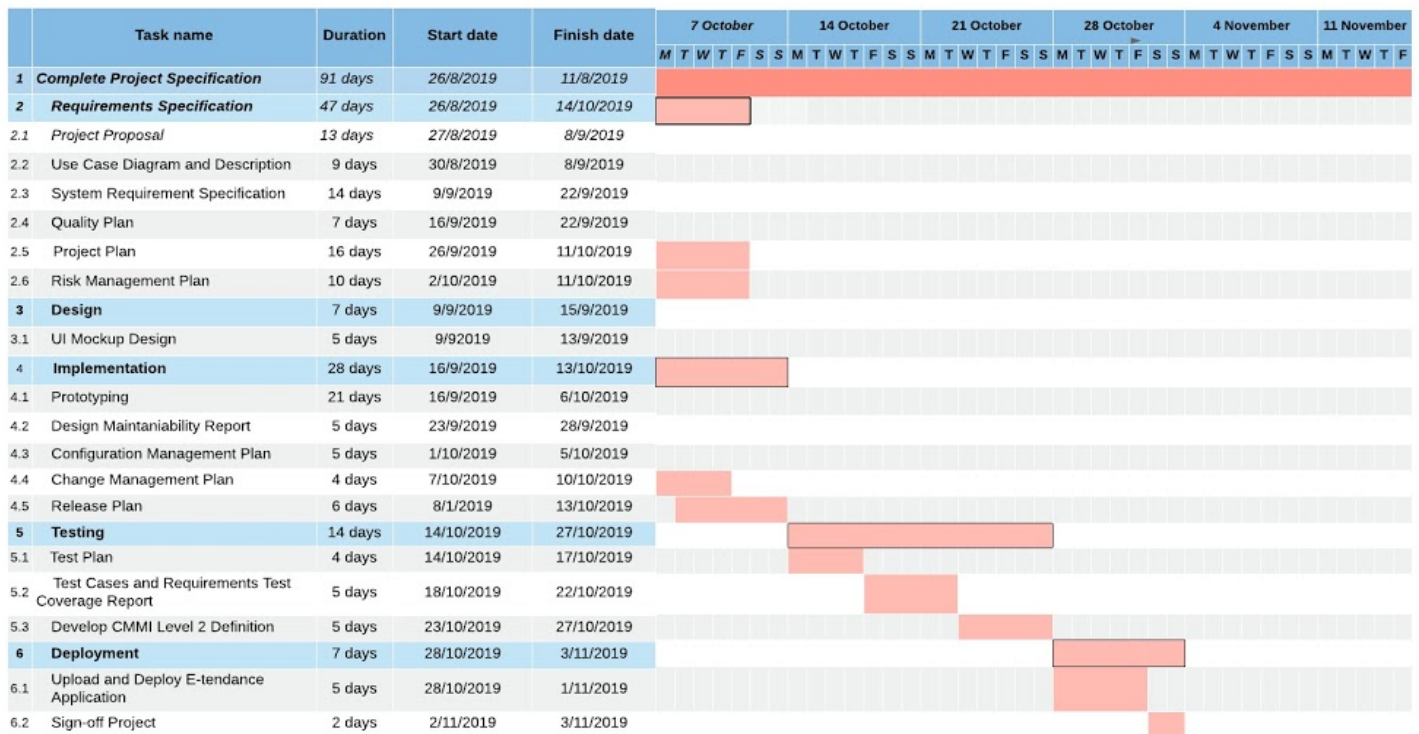 Task name Duration Start date Finish date 7 October 14 October 21 October 28 October 4 November 11 November
M T W T F S S M T W T F S S M T W T F S S M T W T F S S M T W T F S S M T W T F
1 Complete Project Specification 91 days 26/8/2019 11/8/2019
2 Requirements Specification 47 days 26/8/2019 14/10/2019
2.1 Project Proposal 13 days 27/8/2019 8/9/2019
2.2 Use Case Diagram and Description 9 days 30/8/2019 8/9/2019
2.3 System Requirement Specification 14 days 9/9/2019 22/9/2019
2.4 Quality Plan 7 days 16/9/2019 22/9/2019
2.5 Project Plan 16 days 26/9/2019 11/10/2019
2.6 Risk Management Plan 10 days 2/10/2019 11/10/2019
3 Design 7 days 9/9/2019 15/9/2019
3.1 UI Mockup Design 5 days 9/92019 13/9/2019
4 Implementation 28 days 16/9/2019 13/10/2019
4.1 Prototyping 21 days 16/9/2019 6/10/2019
4.2 Design Maintaniability Report 5 days 23/9/2019 28/9/2019
4.3 Configuration Management Plan 5 days 1/10/2019 5/10/2019
4.4 Change Management Plan 4 days 7/10/2019 10/10/2019
4.5 Release Plan 6 days 8/1/2019 13/10/2019
5 Testing 14 days 14/10/2019 27/10/2019
5.1 Test Plan 4 days 14/10/2019 17/10/2019
5.2 Test Cases and Requirements Test
Coverage Report 5 days 18/10/2019 22/10/2019
5.3 Develop CMMI Level 2 Definition 5 days 23/10/2019 27/10/2019
6 Deployment 7 days 28/10/2019 3/11/2019
6.1 Upload and Deploy E-tendance
Application 5 days 28/10/2019 1/11/2019
6.2 Sign-off Project 2 days 2/11/2019 3/11/2019